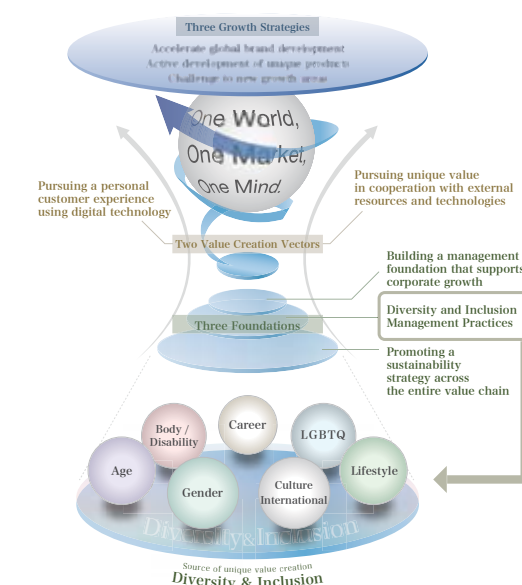 Three Growth Strategies
Accelerate global brand development
Active development of unique products
Challenge to new growth areas
One World,
One Market,
One Mind.
Pursuing a personal
customer experience
using digital technology
Pursuing unique value
in cooperation with external
resources and technologies
Two Value Creation Vectors
Building a management
foundation that supports
corporate growth
Three Foundations
Diversity and Inclusion
Management Practices
Promoting a
sustainability
strategy across
the entire value chain
Career
Body /
Disability
LGBTQ
Age
Lifestyle
Gender
Culture
International
Diversity&Inclusion
Source of unique value creation
Diversity & Inclusion